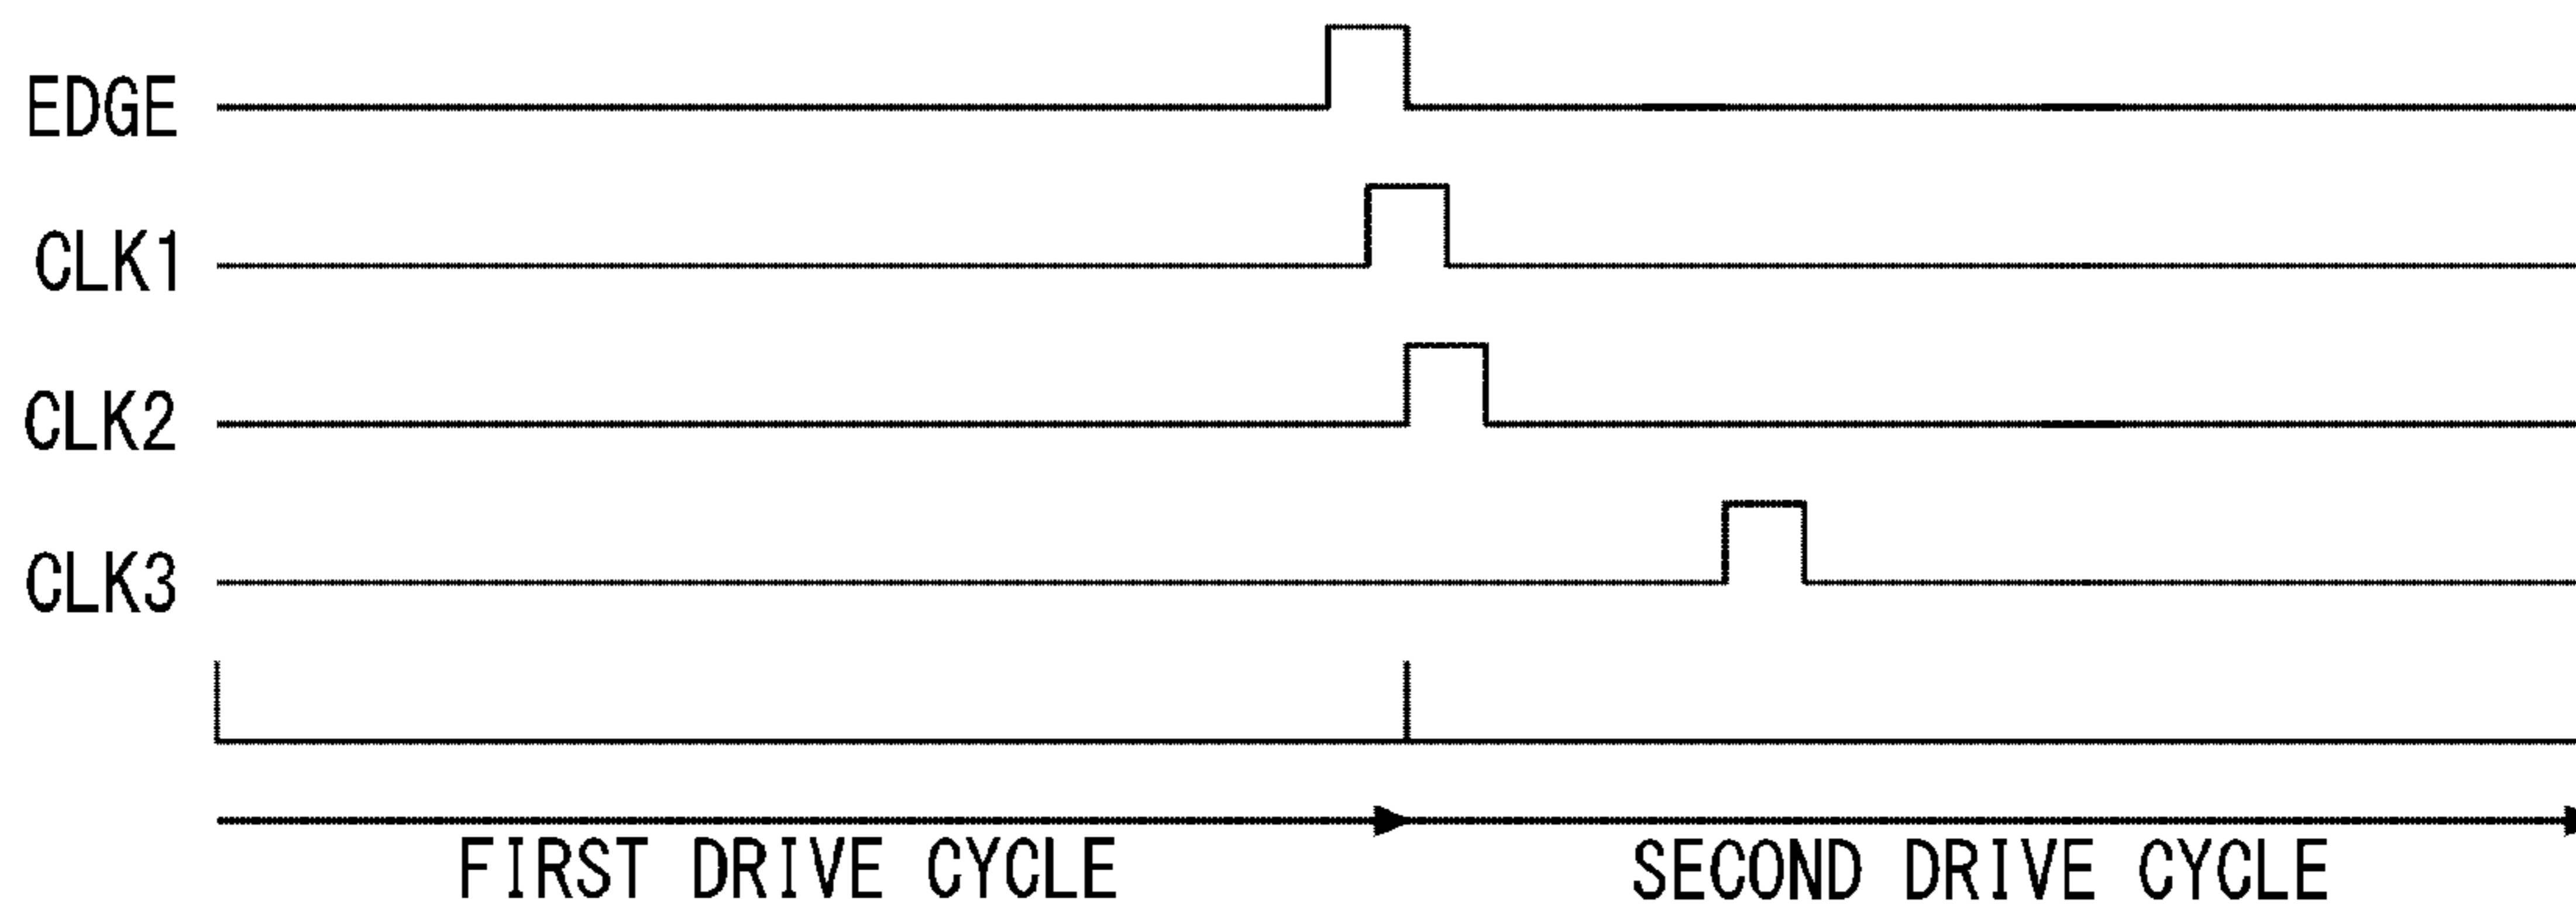 EDGE
CLK1
CLK2
CLK3
FIRST DRIVE CYCLE
SECOND DRIVE CYCLE